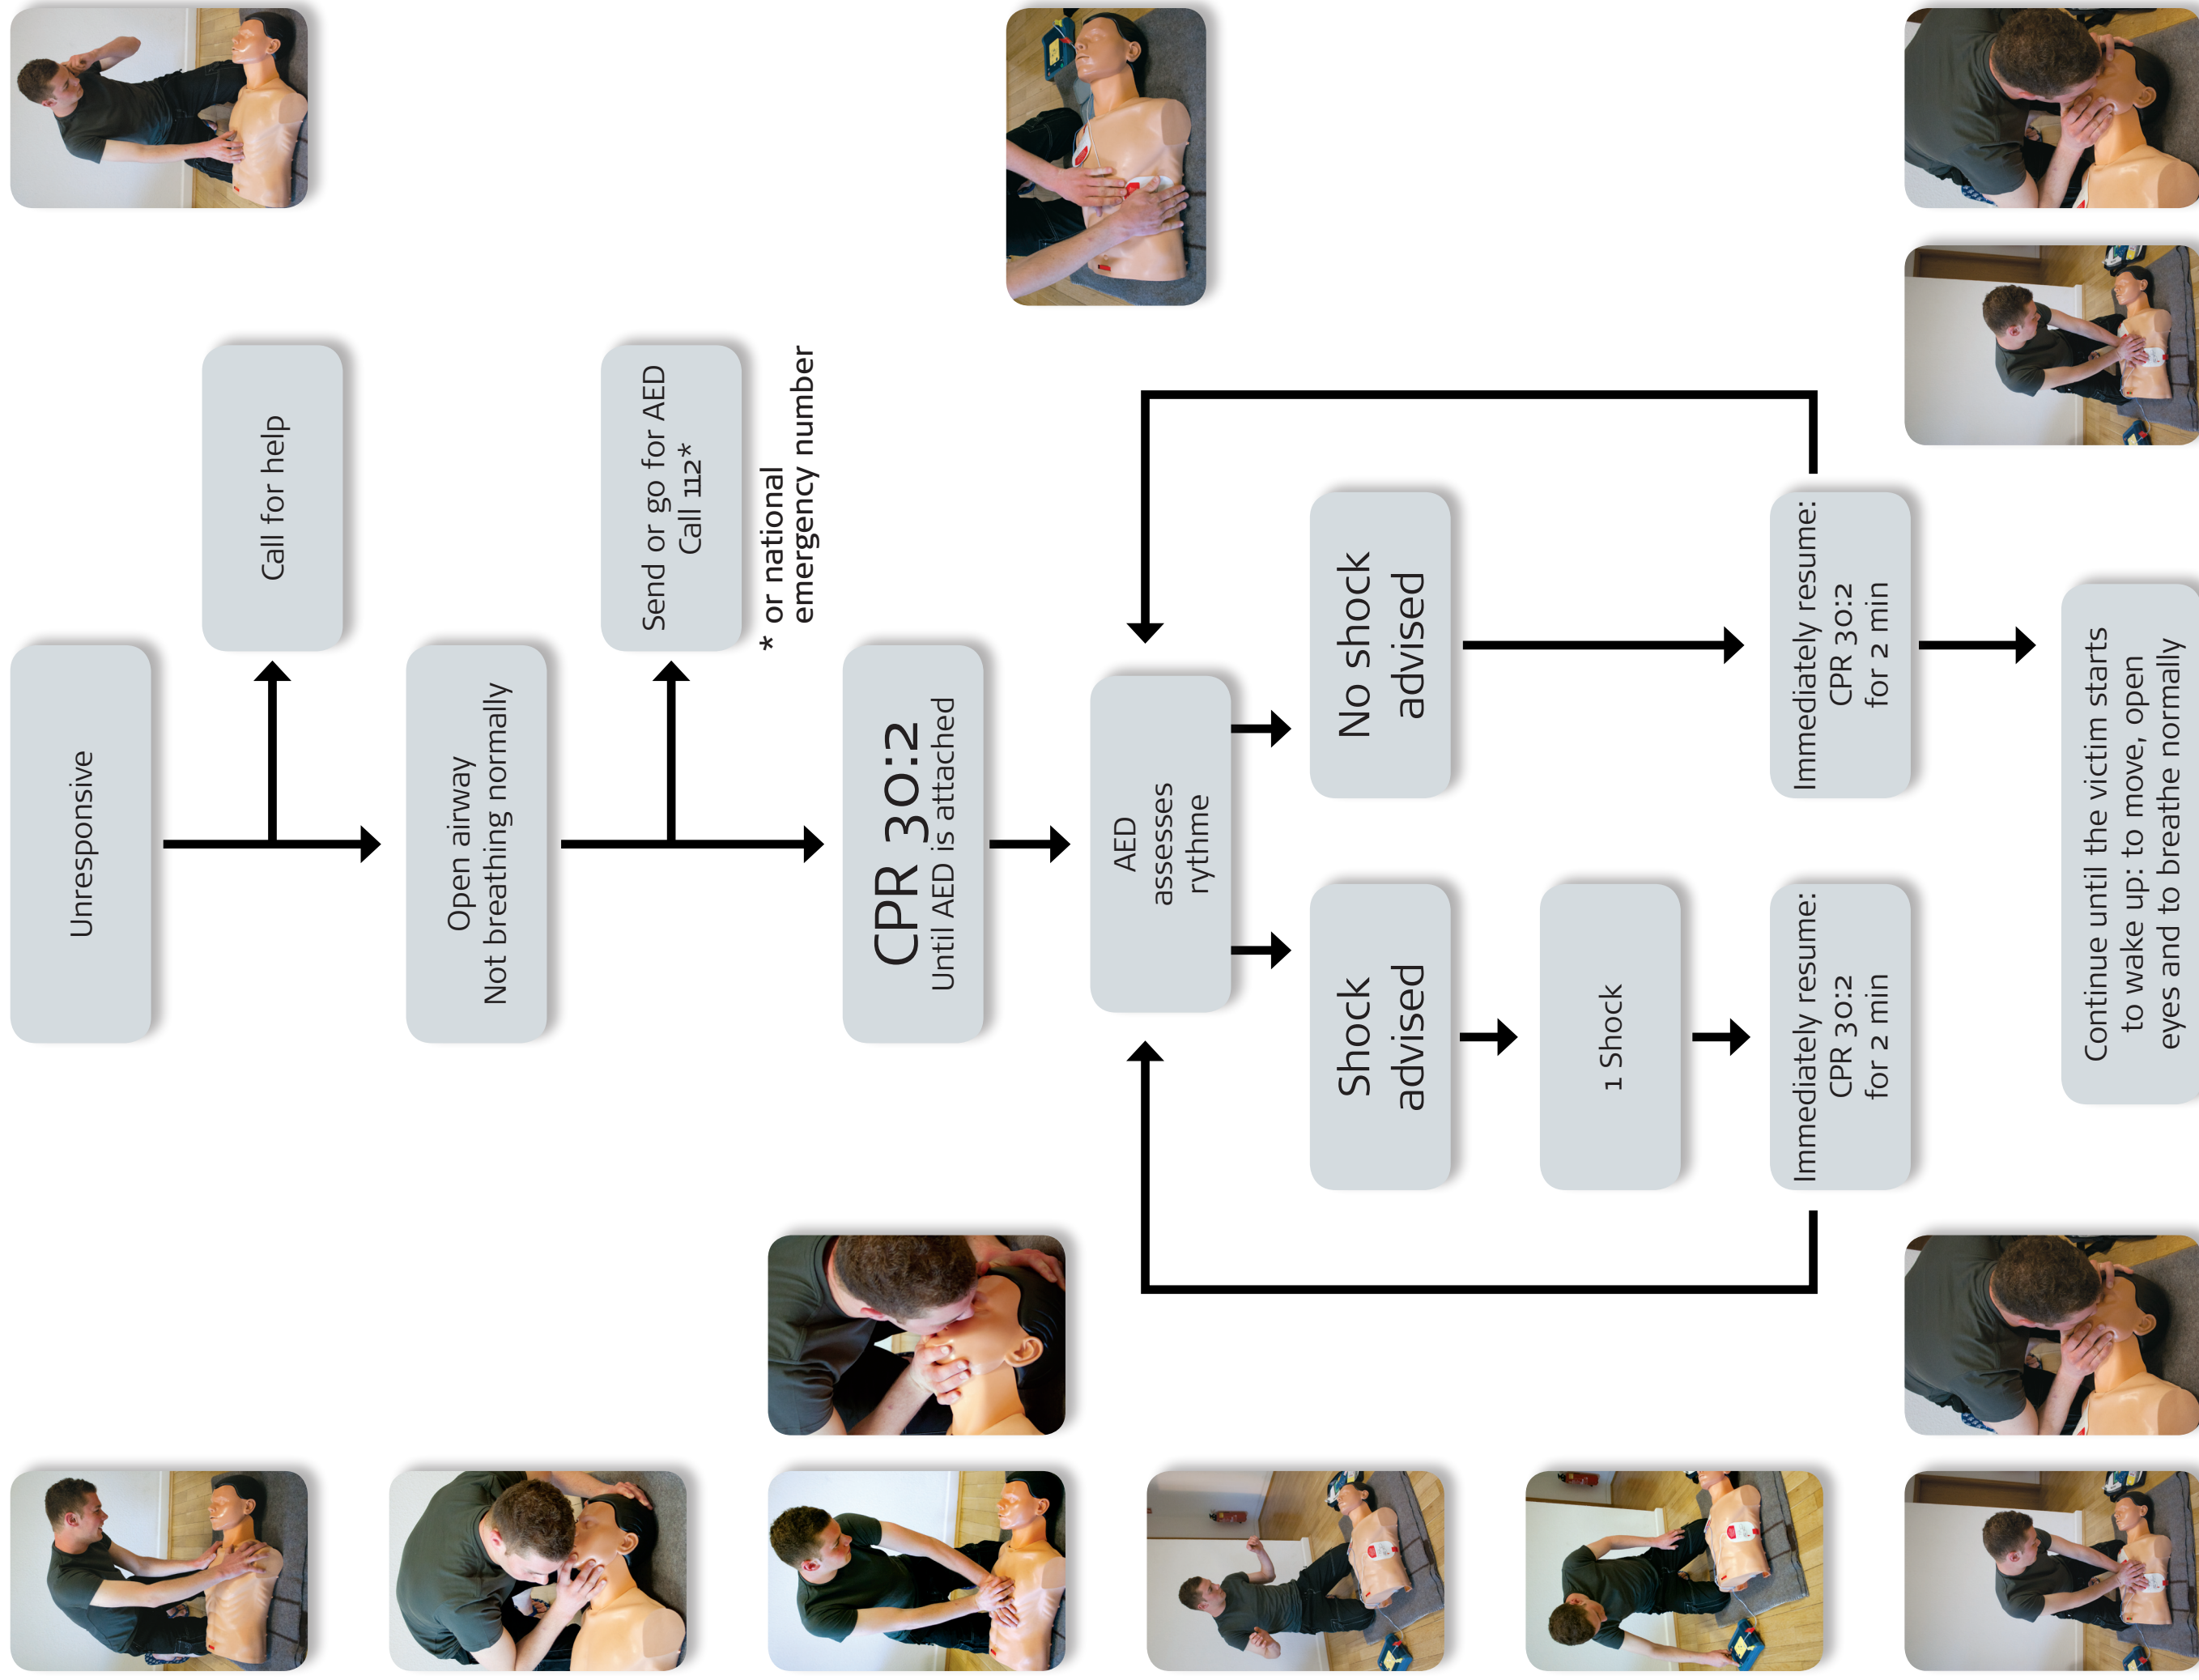 Unresponsive
Call for help
Open airway
Not breathing normally
Send or go for AED
Call 112*
* or national
emergency number
CPR 30:2
Until AED is attached
AED
assesses
rythme
Shock
advised
No shock
advised
1 Shock
Immediately resume:
CPR 30:2
for 2 min
Immediately resume:
CPR 30:2
for 2 min
Continue until the victim starts
to wake up: to move, open
eyes and to breathe normally